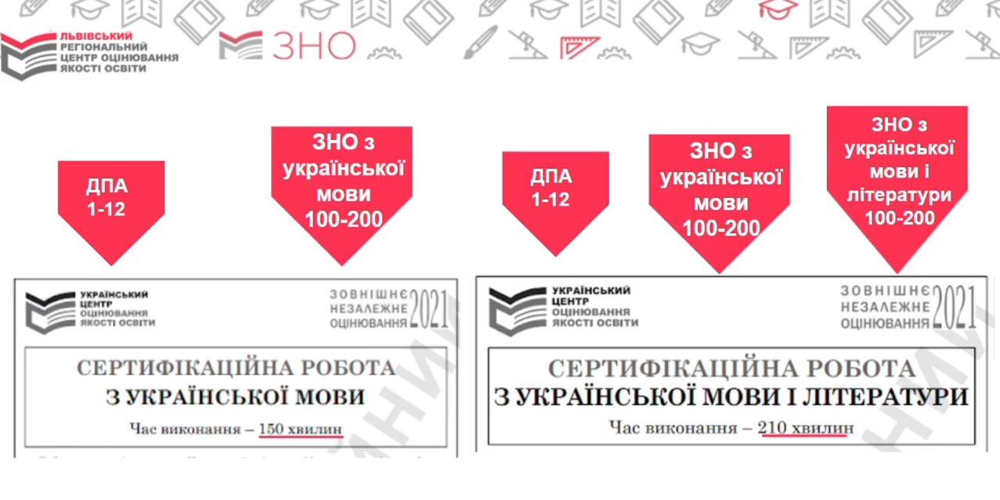 ЛЬВІВСЬКИЙ
РЕГІОНАЛЬНИЙ
ЦЕНТР ОЦІНЮВАННЯ
ЯКОСТІ ОСВІТИ
ЗНО
ДПА
1-12
ЗНО з
української
мови
100-200
ДПА
1-12
ЗНО з
української
мови
100-200
ЗНО з
української
мови і
літератури
100-200
УКРАЇНСЬКИЙ
ЦЕНТР
ОЦІНЮВАННЯ
ЯКОСТІ ОСВІТИ
ЗОВНІШНЄ
НЕЗАЛЕЖНЕ
ОЦІНЮВАННЯ 2021
СЕРТИФІКАЦІЙНА РОБОТА
З УКРАЇНСЬКОЇ МОВИ
Час виконання – 150 хвилин
УКРАЇНСЬКИЙ
ЦЕНТР
ОЦІНЮВАННЯ
ЯКОСТІ ОСВІТИ
ЗОВНІШНЄ
НЕЗАЛЕЖНЕ
ОЦІНЮВАННЯ 2021
СЕРТИФІКАЦІЙНА РОБОТА
З УКРАЇНСЬКОЇ МОВИ І ЛІТЕРАТУРИ
Час виконання – 210 хвилин